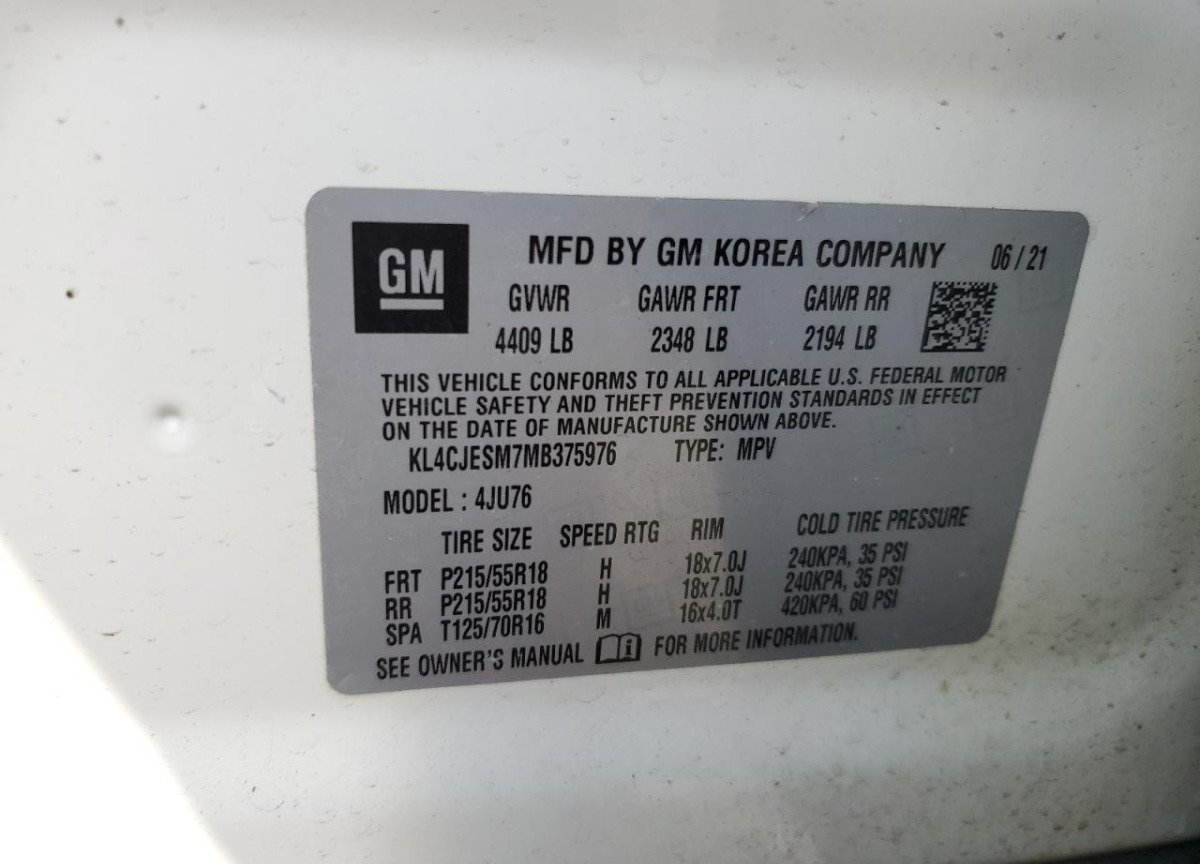 GM
MFD BY GM KOREA COMPANY 06 / 21
GVWR GAWR FRT GAWR RR
4409 LB 2348 LB 2194 LB
THIS VEHICLE CONFORMS TO ALL APPLICABLE U.S. FEDERAL MOTOR
VEHICLE SAFETY AND THEFT PREVENTION STANDARDS IN EFFECT
ON THE DATE OF MANUFACTURE SHOWN ABOVE.
KL4CJESM7MB375976 TYPE: MPV
MODEL : 4JU76
TIRE SIZE SPEED RTG RIM COLD TIRE PRESSURE
FRT P215/55R18 H 18x7.0J 240KPA, 35 PSI
RR P215/55R18 H 18x7.0J 240KPA, 35 PSI
SPA T125/70R16 M 16x4.0T 420KPA, 60 PSI
SEE OWNER'S MANUAL i FOR MORE INFORMATION.